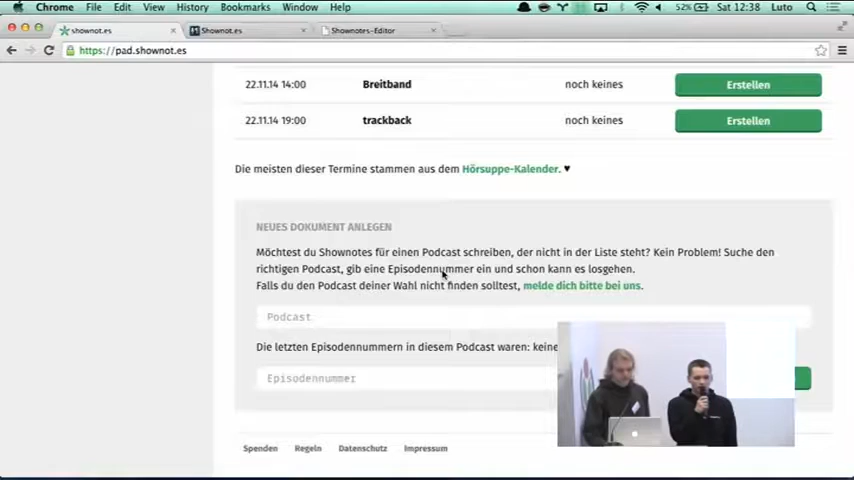 Chrome File Edit View History Bookmarks Window Help 52% Sat 12:38 Luto
shownot.es Shownot.es Shownotes-Editor
https://pad.shownot.es
22.11.14 14:00 Breitband noch keines Erstellen
22.11.14 19:00 trackback noch keines Erstellen
Die meisten dieser Termine stammen aus dem Hörsuppe-Kalender. ♥
NEUES DOKUMENT ANLEGEN
Möchtest du Shownotes für einen Podcast schreiben, der nicht in der Liste steht? Kein Problem! Suche den
richtigen Podcast, gib eine Episodennummer ein und schon kann es losgehen.
Falls du den Podcast deiner Wahl nicht finden solltest, melde dich bitte bei uns.
Podcast
Die letzten Episodennummern in diesem Podcast waren: keine
Episodennummer
Spenden Regeln Datenschutz Impressum